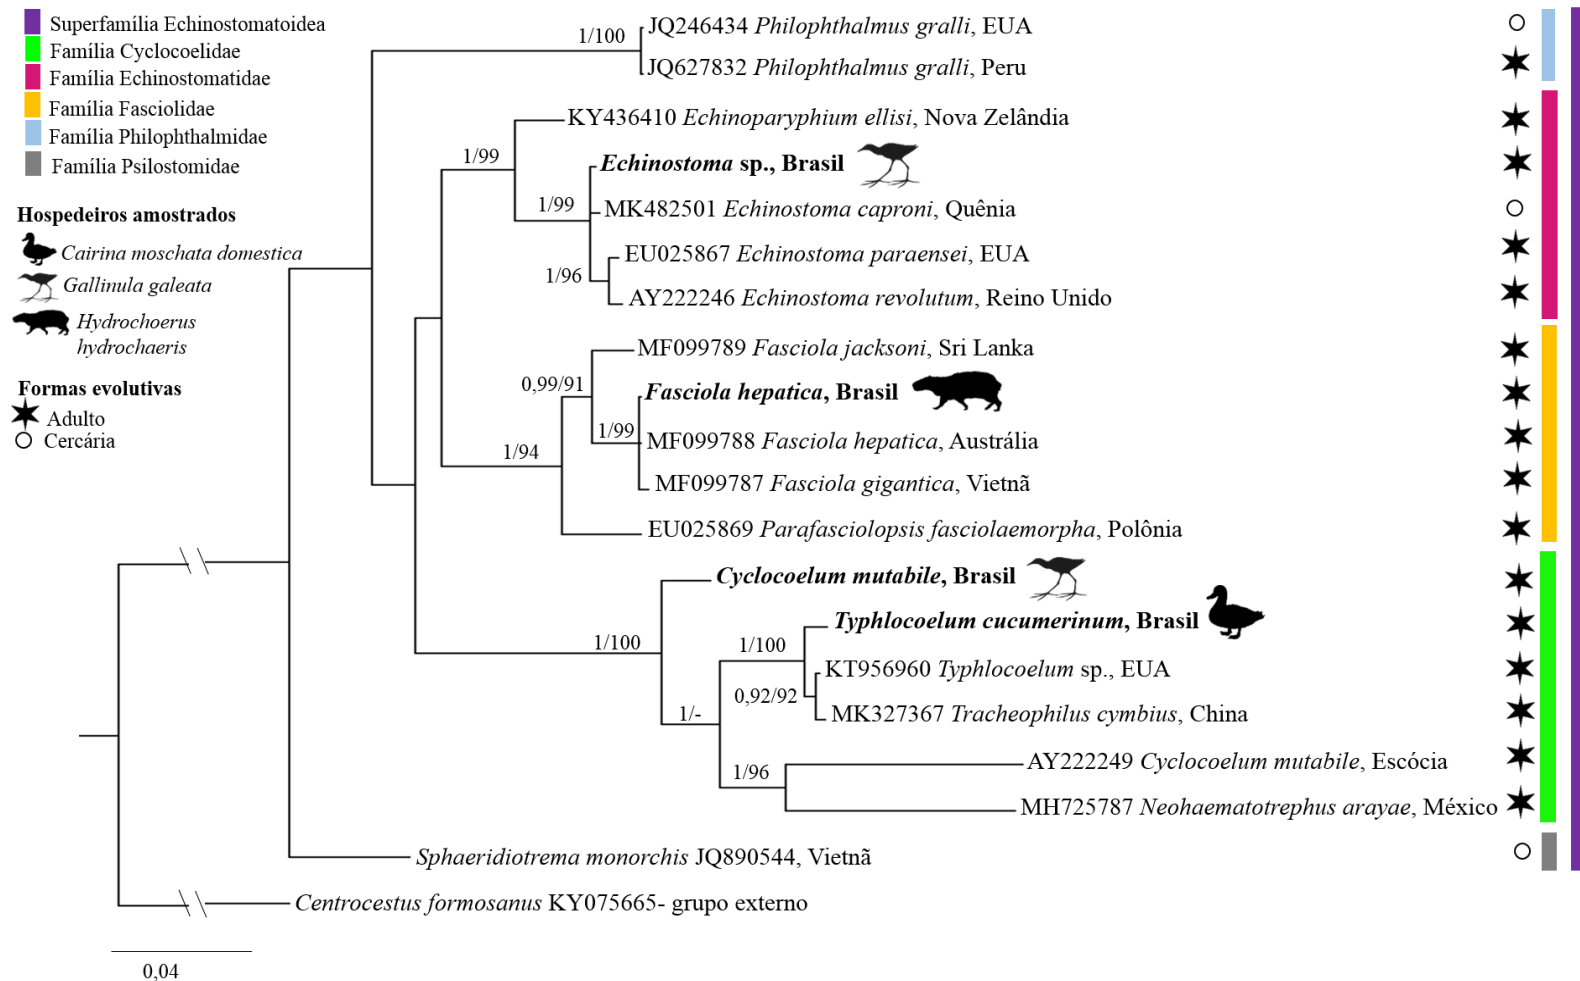 Superfamília Echinostomatoidea
Família Cyclocoelidae
Família Echinostomatidae
Família Fasciolidae
Família Philophthalmidae
Família Psilostomidae
Hospedeiros amostrados
Cairina moschata domestica
Gallinula galeata
Hydrochoerus
hydrochaeris
Formas evolutivas
Adulto
Cercária
1/100
JQ246434 Philophthalmus gralli, EUA
JQ627832 Philophthalmus gralli, Peru
KY436410 Echinoparyphium ellisi, Nova Zelândia
1/99
Echinostoma sp., Brasil
1/99
MK482501 Echinostoma caproni, Quênia
EU025867 Echinostoma paraensei, EUA
1/96
AY222246 Echinostoma revolutum, Reino Unido
MF099789 Fasciola jacksoni, Sri Lanka
0,99/91
Fasciola hepatica, Brasil
1/99
MF099788 Fasciola hepatica, Austrália
1/94
MF099787 Fasciola gigantica, Vietnã
EU025869 Parafasciolopsis fasciolaemorpha, Polônia
Cyclocoelum mutabile, Brasil
Typhlocoelum cucumerinum, Brasil
1/100
1/100
KT956960 Typhlocoelum sp., EUA
0,92/92
MK327367 Tracheophilus cymbius, China
1/-
AY222249 Cyclocoelum mutabile, Escócia
1/96
MH725787 Neohaematotrephus arayae, México
Sphaeridiotrema monorchis JQ890544, Vietnã
Centrocestus formosanus KY075665- grupo externo
0,04